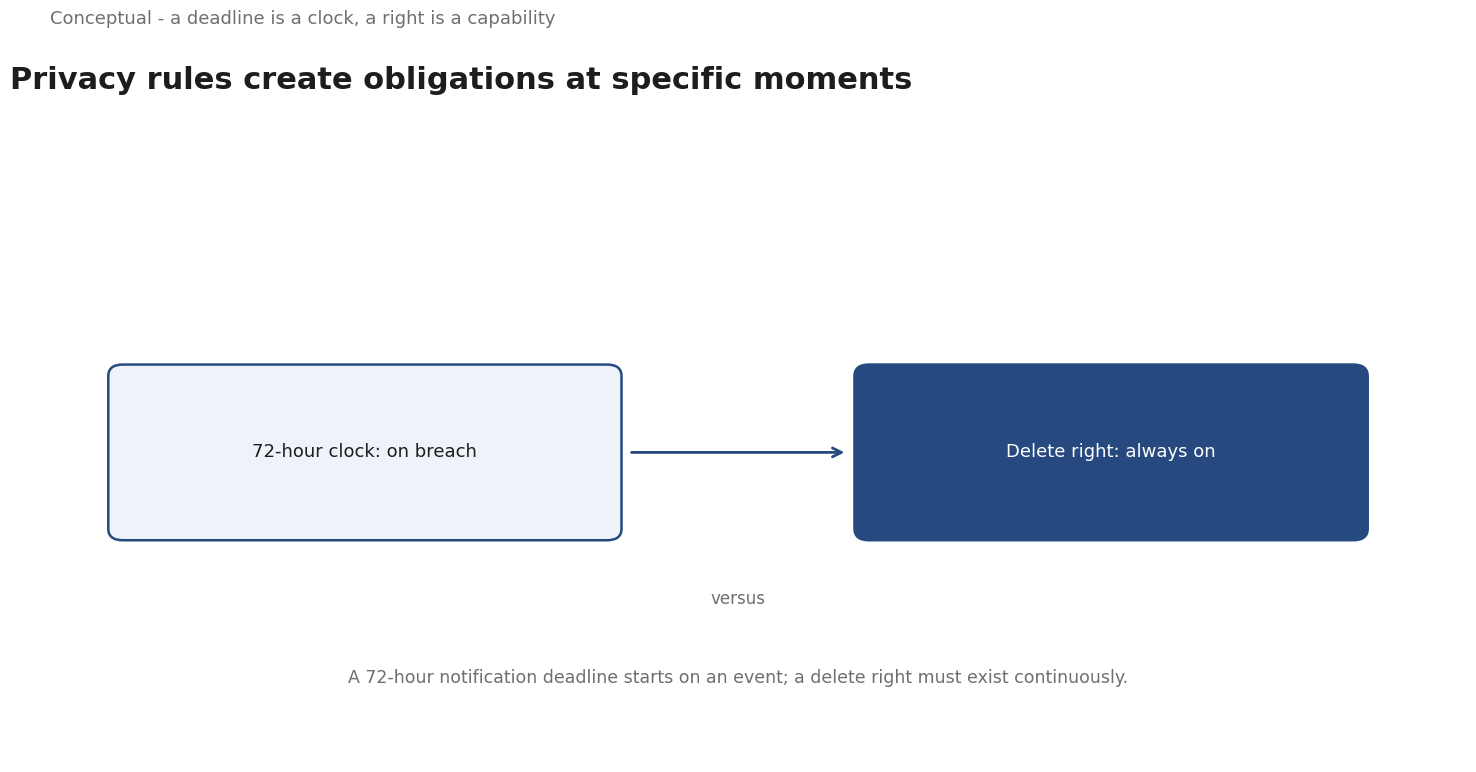 Conceptual - a deadline is a clock, a right is a capability
Privacy rules create obligations at specific moments
72-hour clock: on breach
Delete right: always on
versus
A 72-hour notification deadline starts on an event; a delete right must exist continuously.